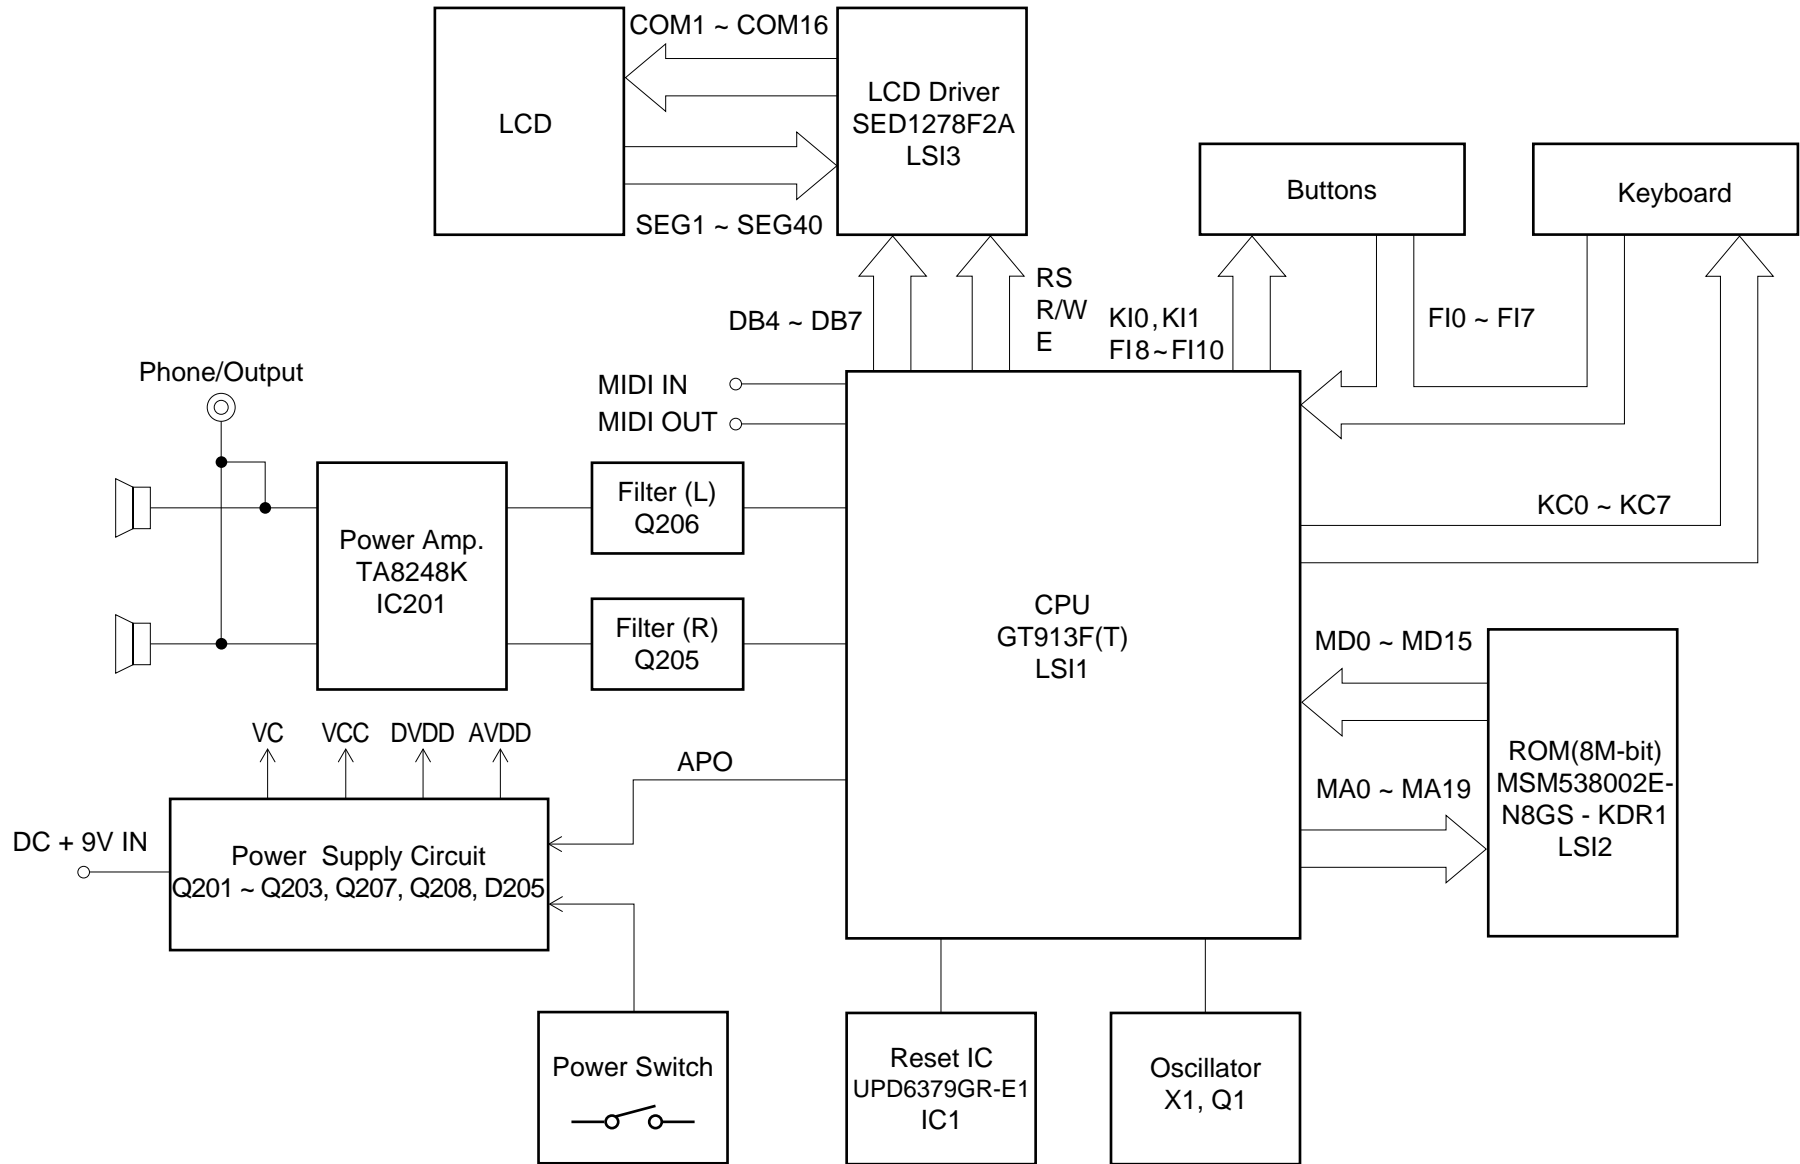 COM1 ~ COM16
LCD
LCD Driver
SED1278F2A
LSI3
SEG1 ~ SEG40
Buttons
Keyboard
DB4 ~ DB7
RS
R/W
E
KI0, KI1
FI8 ~ FI10
FI0 ~ FI7
Phone/Output
MIDI IN
MIDI OUT
Filter (L)
Q206
Power Amp.
TA8248K
IC201
Filter (R)
Q205
KC0 ~ KC7
CPU
GT913F(T)
LSI1
MD0 ~ MD15
MA0 ~ MA19
ROM(8M-bit)
MSM538002E-
N8GS - KDR1
LSI2
VC
VCC
DVDD
AVDD
APO
DC + 9V IN
Power Supply Circuit
Q201 ~ Q203, Q207, Q208, D205
Power Switch
Reset IC
UPD6379GR-E1
IC1
Oscillator
X1, Q1